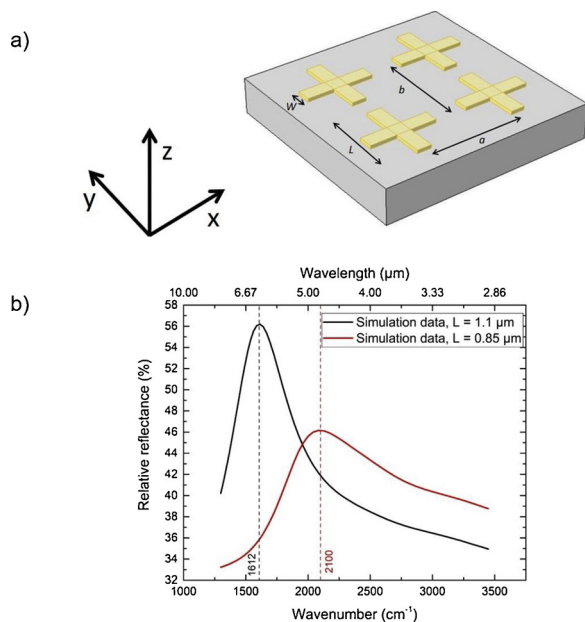 a)
W
b
L
a
z
y
x
b)
Wavelength (μm)
10.00 6.67 5.00 4.00 3.33 2.86
58
56
54
52
50
48
46
44
42
40
38
36
34
32
Relative reflectance (%)
Simulation data, L = 1.1 μm
Simulation data, L = 0.85 μm
1612
2100
1000 1500 2000 2500 3000 3500
Wavenumber (cm⁻¹)